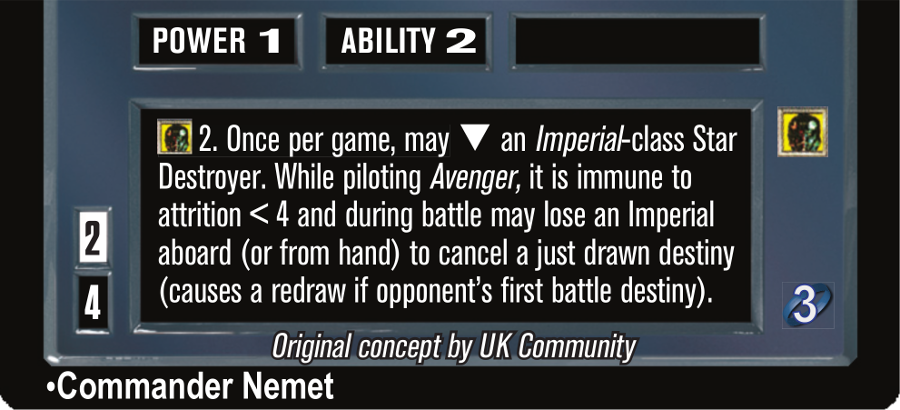 POWER 1 ABILITY 2
2. Once per game, may ▼ an Imperial-class Star
Destroyer. While piloting Avenger, it is immune to
attrition < 4 and during battle may lose an Imperial
aboard (or from hand) to cancel a just drawn destiny
(causes a redraw if opponent's first battle destiny).
2
4
3
Original concept by UK Community
•Commander Nemet